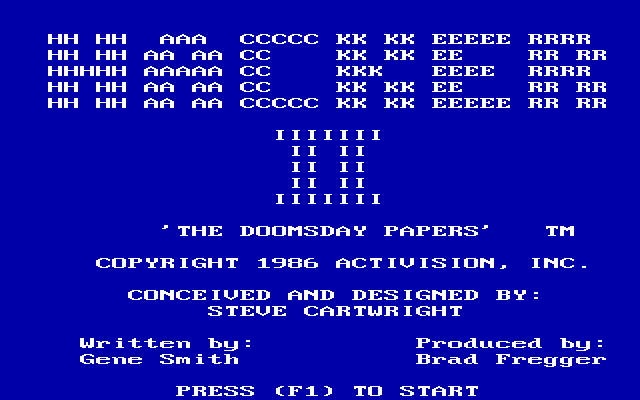 HH HH  AAA  CCCCC KK KK EEEEE RRRR
HH HH AA AA CC    KK KK EE    RR RR
HHHHH AAAAA CC    KKK   EEEE  RRRR
HH HH AA AA CC    KK KK EE    RR RR
HH HH AA AA CCCCC KK KK EEEEE RR RR
IIIIIII
II II
II II
II II
IIIIIII
'THE DOOMSDAY PAPERS'   TM
COPYRIGHT 1986 ACTIVISION, INC.
CONCEIVED AND DESIGNED BY:
STEVE CARTWRIGHT
Written by:          Produced by:
Gene Smith           Brad Fregger
PRESS (F1) TO START